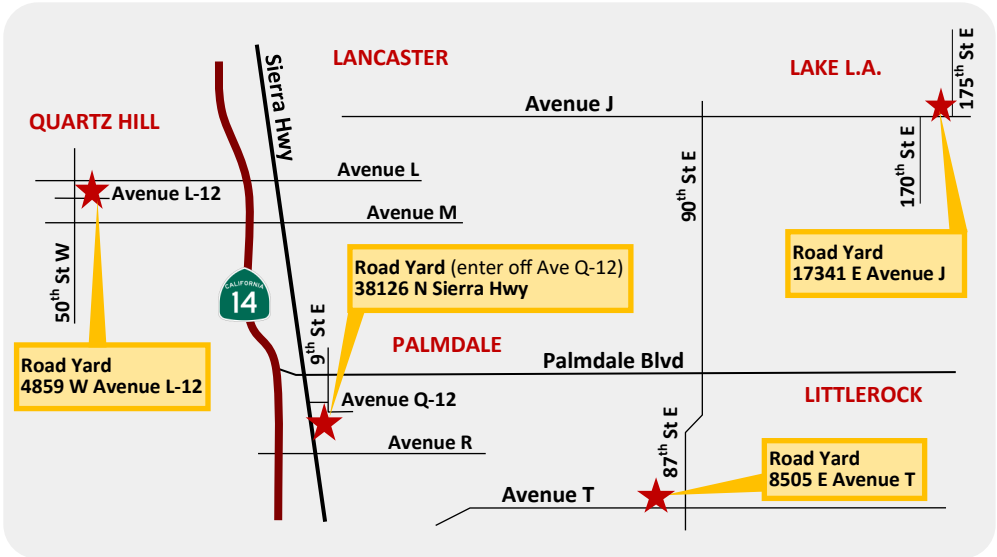 LANCASTER
LAKE L.A.
175th St E
Sierra Hwy
Avenue J
QUARTZ HILL
Avenue L
170th St E
90th St E
Avenue L-12
Avenue M
50th St W
Road Yard
17341 E Avenue J
Road Yard (enter off Ave Q-12)
38126 N Sierra Hwy
CALIFORNIA
14
9th St E
PALMDALE
Palmdale Blvd
Road Yard
4859 W Avenue L-12
LITTLEROCK
Avenue Q-12
87th St E
Avenue R
Road Yard
8505 E Avenue T
Avenue T